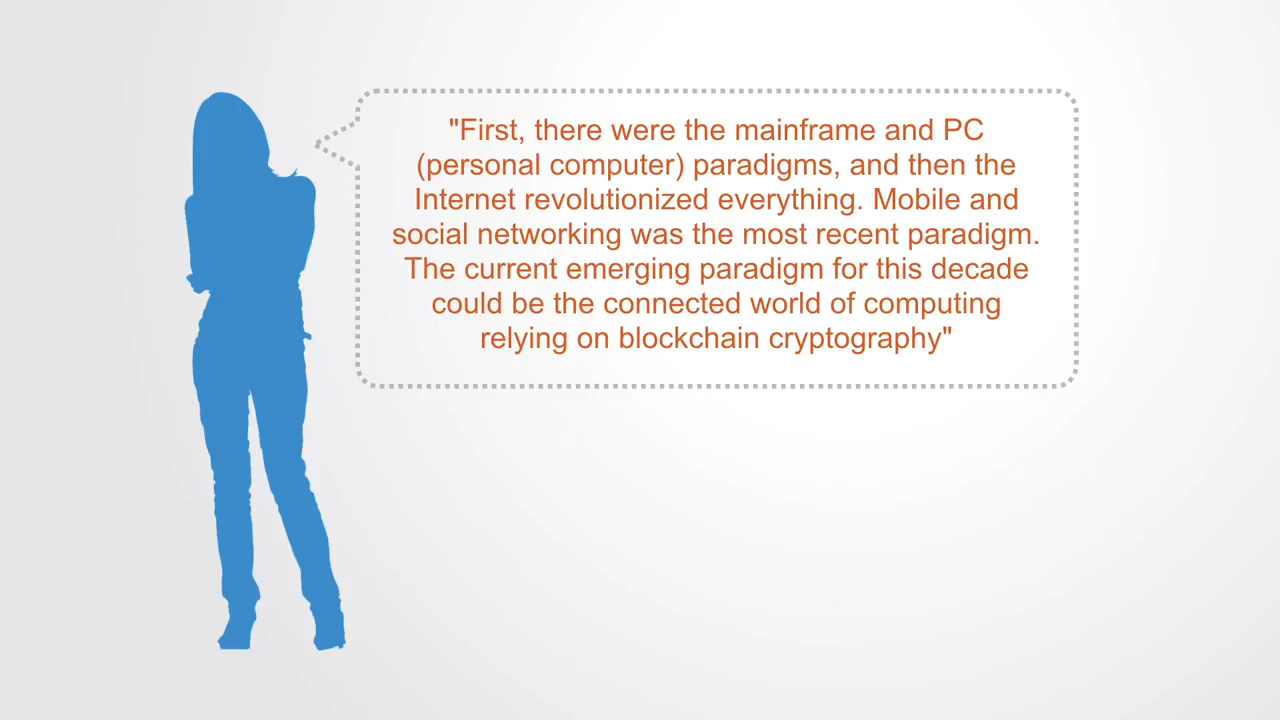 "First, there were the mainframe and PC
(personal computer) paradigms, and then the
Internet revolutionized everything. Mobile and
social networking was the most recent paradigm.
The current emerging paradigm for this decade
could be the connected world of computing
relying on blockchain cryptography"